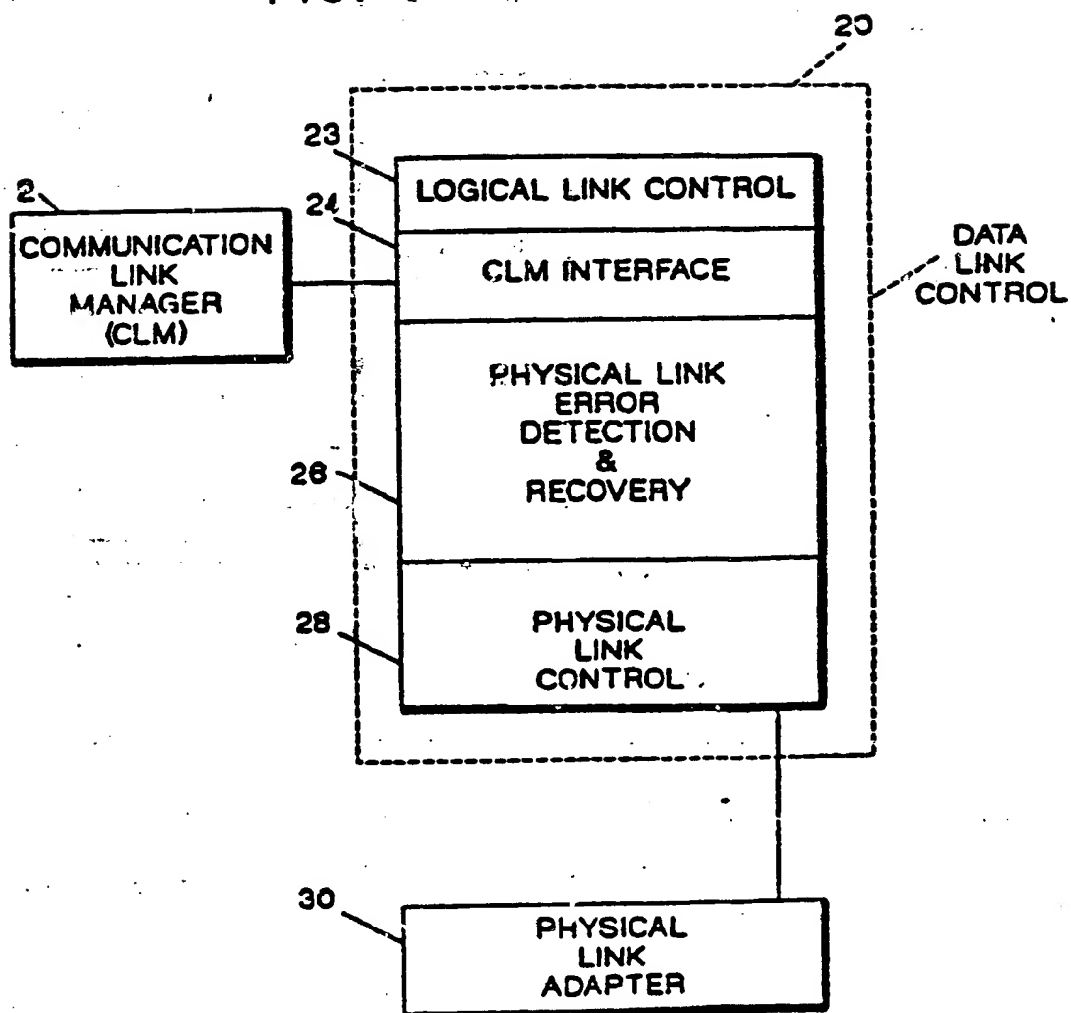 20
23
LOGICAL LINK CONTROL
2
24
COMMUNICATION
LINK
MANAGER
(CLM)
CLM INTERFACE
DATA
LINK
CONTROL
PHYSICAL LINK
ERROR
DETECTION
&
RECOVERY
26
28
PHYSICAL
LINK
CONTROL
30
PHYSICAL
LINK
ADAPTER